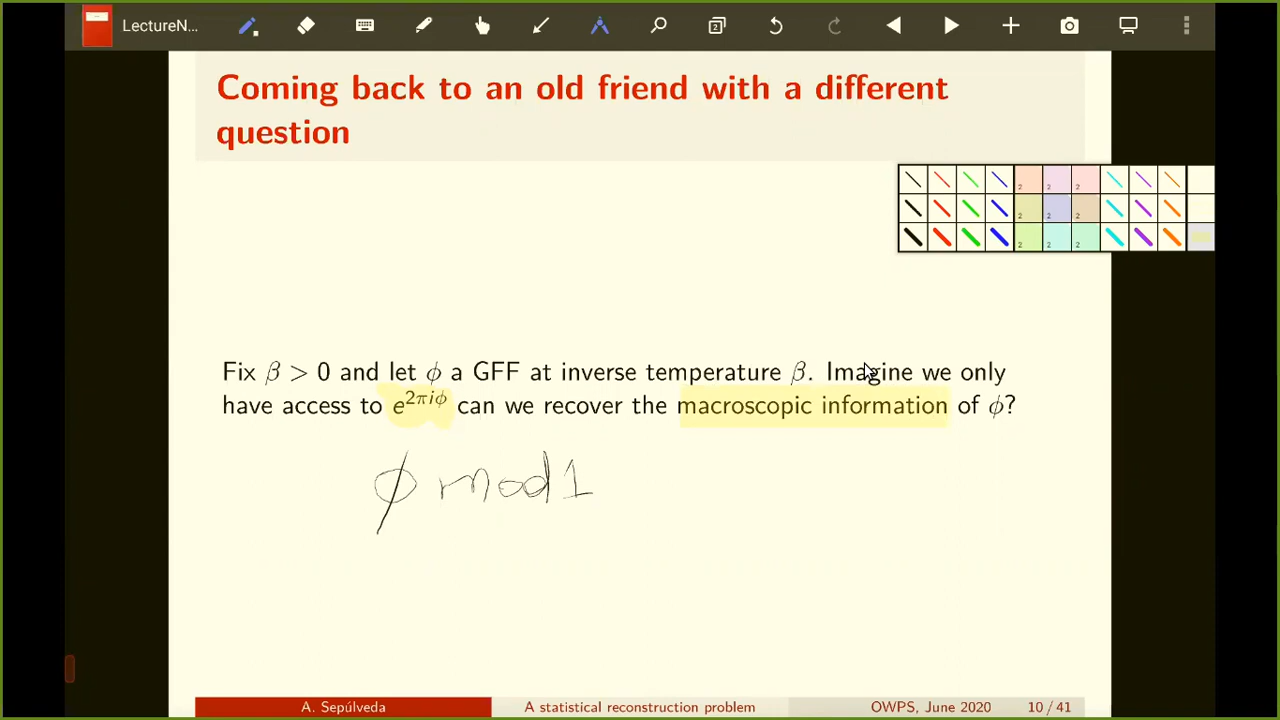 LectureN...
Coming back to an old friend with a different
question
Fix β > 0 and let ϕ a GFF at inverse temperature β. Imagine we only
have access to e^{2πiϕ} can we recover the macroscopic information of ϕ?
ϕ mod 1
A. Sepúlveda A statistical reconstruction problem OWPS, June 2020 10 / 41